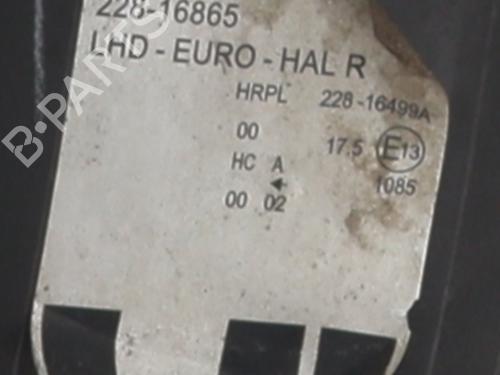 228-16865
LHD - EURO - HAL R
HRPL 228-16499A
00 17.5 E13
HC A 1085
00 02
B-PARTS